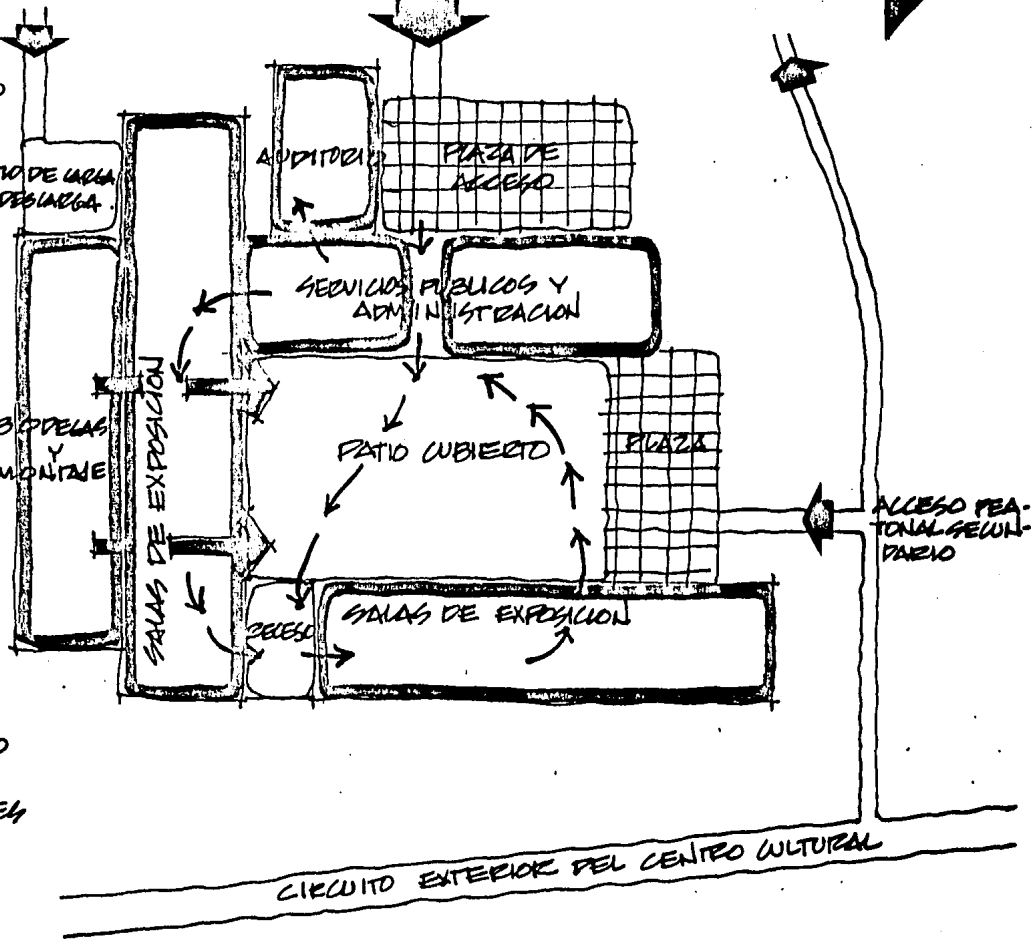 AUDITORIO
PLAZA DE
ACCESO
DE CARGA
DESCARGA.
SERVICIOS PUBLICOS Y
ADMINISTRACION
SALAS DE EXPOSICION
BODEGAS
Y
MONTAJE
PATIO CUBIERTO
PLAZA
ACCESO PEA-
TONAL SECUN-
DARIO
RECESO
SALAS DE EXPOSICION
CIRCUITO EXTERIOR DEL CENTRO CULTURAL